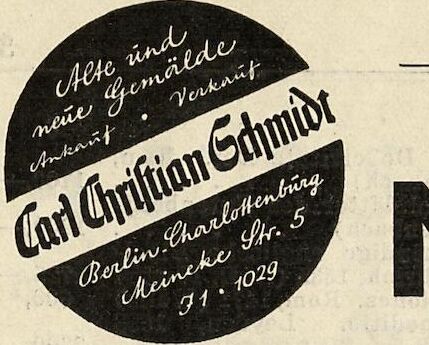 Alte und
neue Gemälde
Ankauf · Verkauf
Carl Christian Schmidt
Berlin-Charlottenburg
Meineke Str. 5
J1 · 1029
N